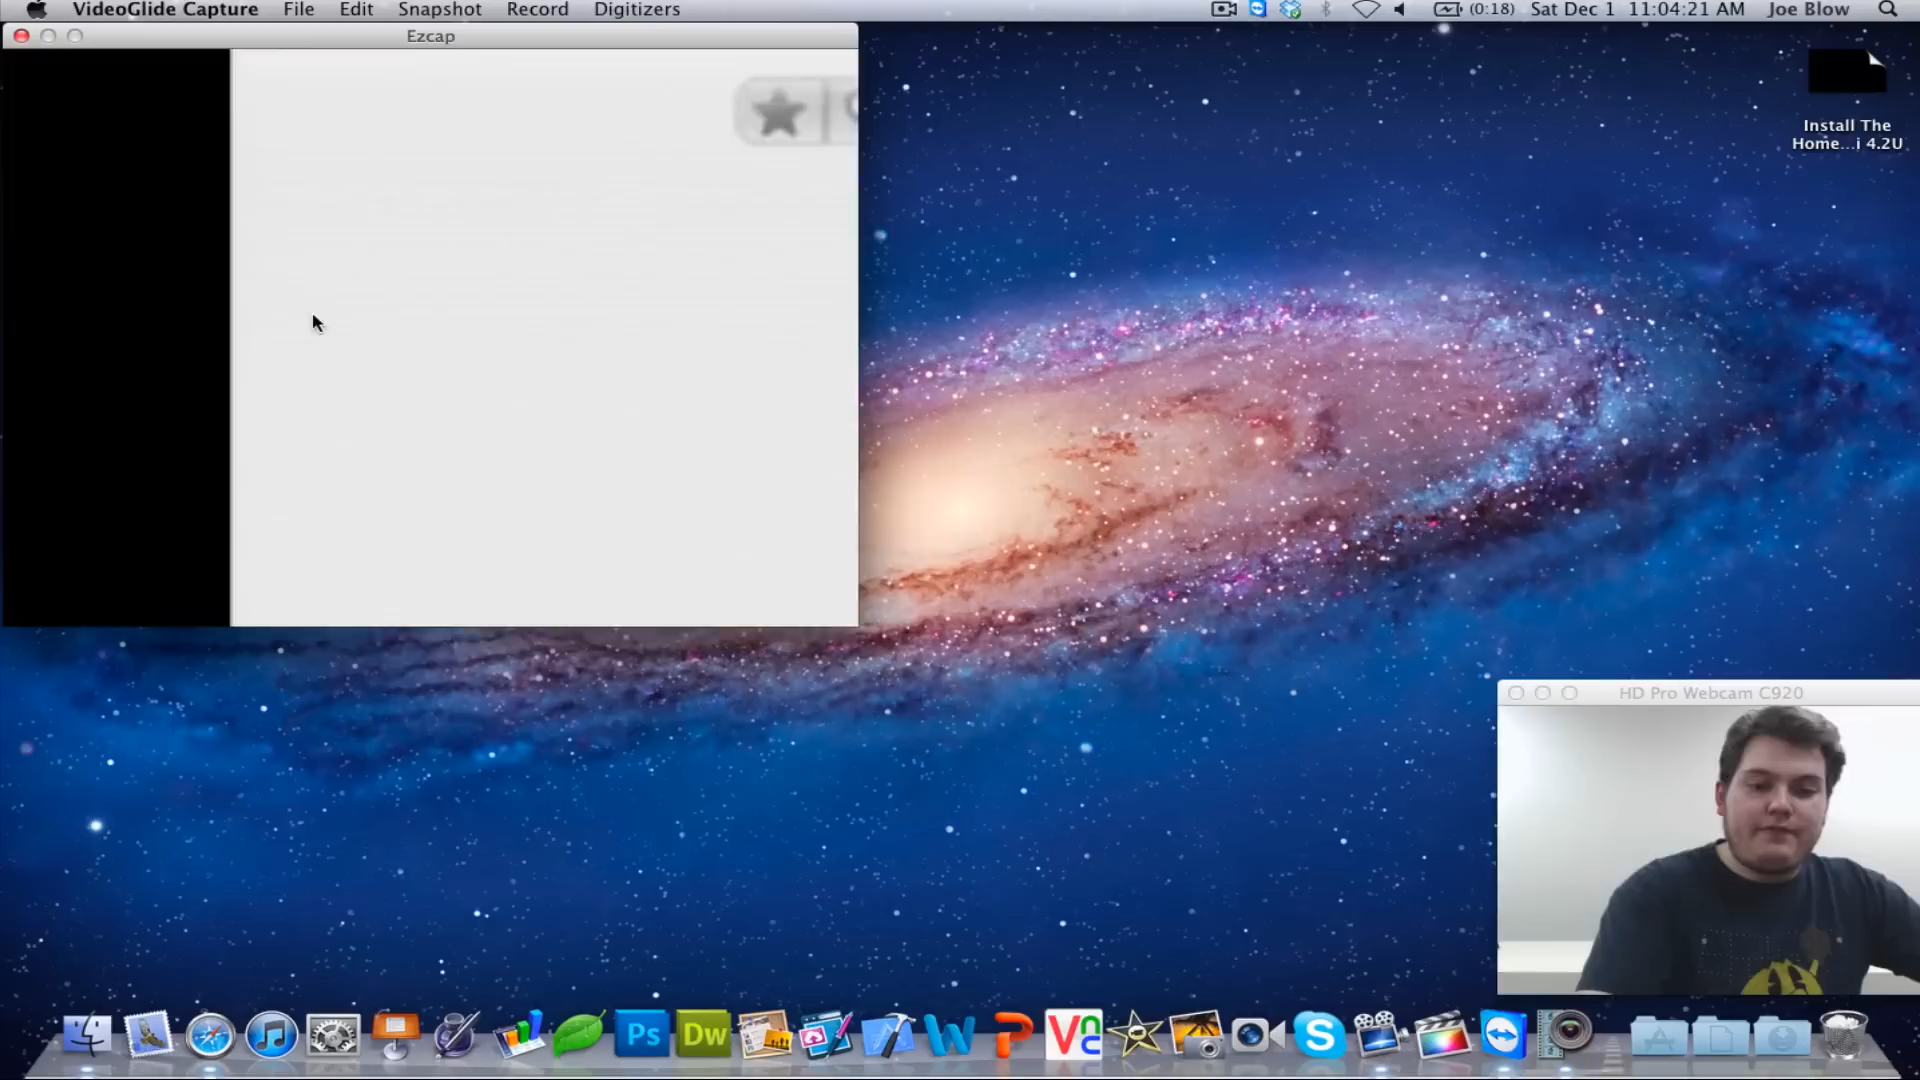 VideoGlide Capture File Edit Snapshot Record Digitizers (0:18) Sat Dec 1 11:04:21 AM Joe Blow
Ezcap
Install The
Home...i 4.2U
HD Pro Webcam C920
Ps Dw W P VNC S